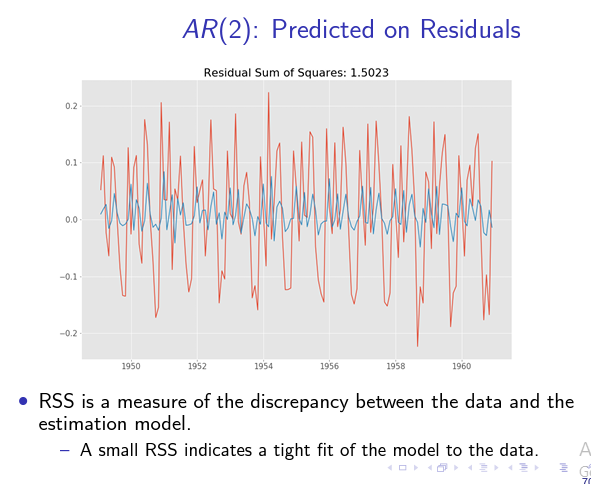 AR(2): Predicted on Residuals
Residual Sum of Squares: 1.5023
0.2
0.1
0.0
−0.1
−0.2
1950 1952 1954 1956 1958 1960
• RSS is a measure of the discrepancy between the data and the
estimation model.
– A small RSS indicates a tight fit of the model to the data.
70